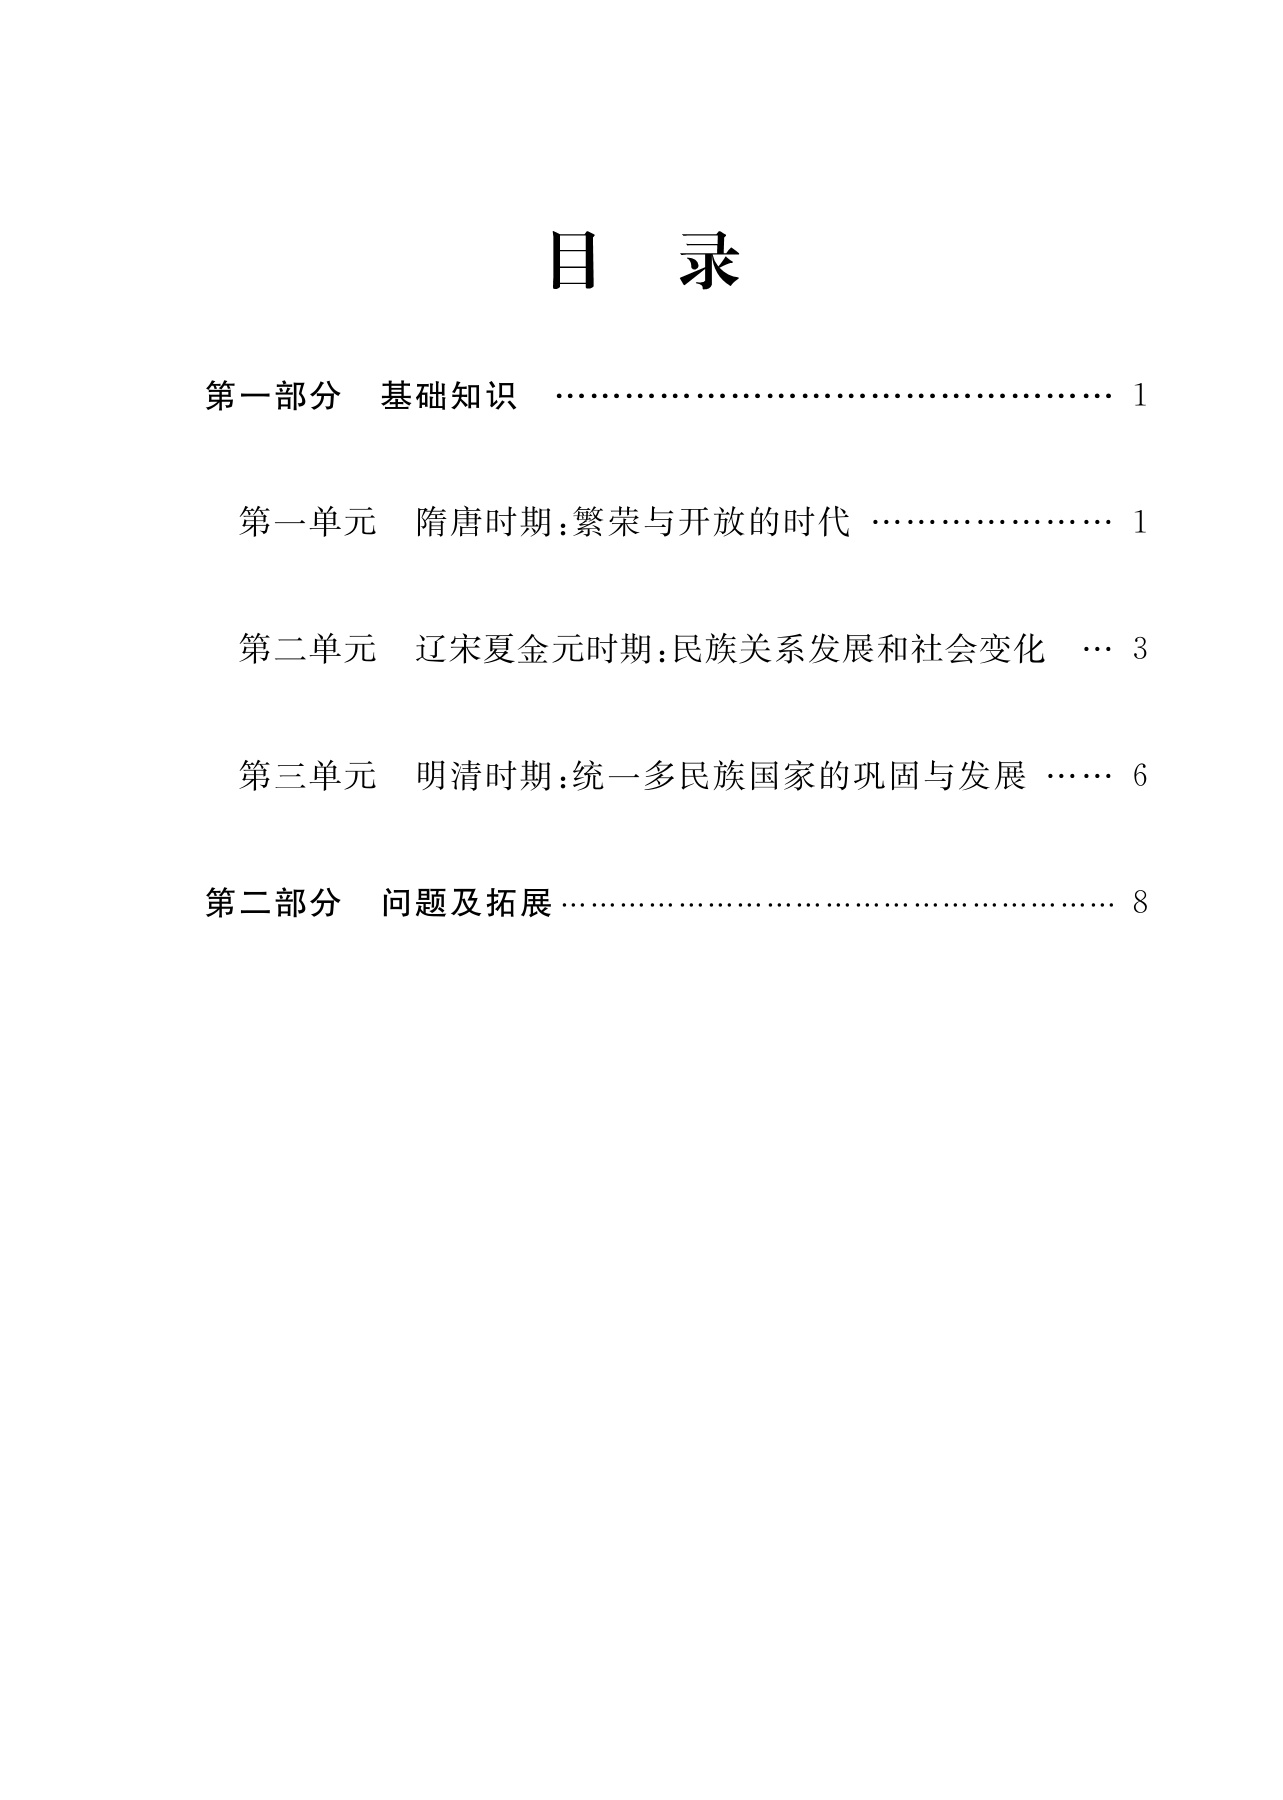 目　录
第一部分　基础知识　………………………………………… 1
第一单元　隋唐时期:繁荣与开放的时代 ………………… 1
第二单元　辽宋夏金元时期:民族关系发展和社会变化　… 3
第三单元　明清时期:统一多民族国家的巩固与发展 …… 6
第二部分　问题及拓展………………………………………………… 8